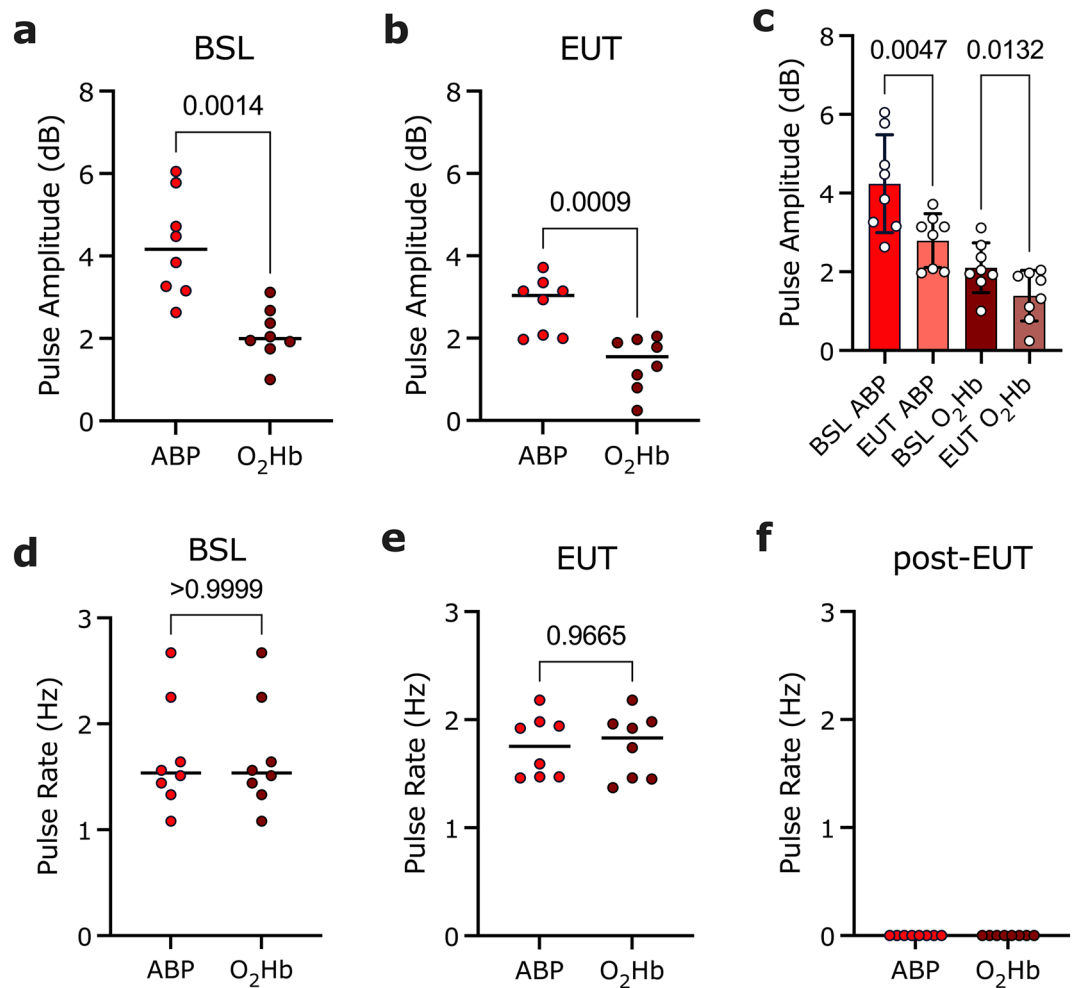 a
BSL
Pulse Amplitude (dB)
8
6
4
2
0
0.0014
ABP
O₂Hb
b
EUT
Pulse Amplitude (dB)
8
6
4
2
0
0.0009
ABP
O₂Hb
c
Pulse Amplitude (dB)
8
6
4
2
0
0.0047
0.0132
BSL ABP
EUT ABP
BSL O₂Hb
EUT O₂Hb
d
BSL
Pulse Rate (Hz)
3
2
1
0
>0.9999
ABP
O₂Hb
e
EUT
Pulse Rate (Hz)
3
2
1
0
0.9665
ABP
O₂Hb
f
post-EUT
Pulse Rate (Hz)
3
2
1
0
ABP
O₂Hb